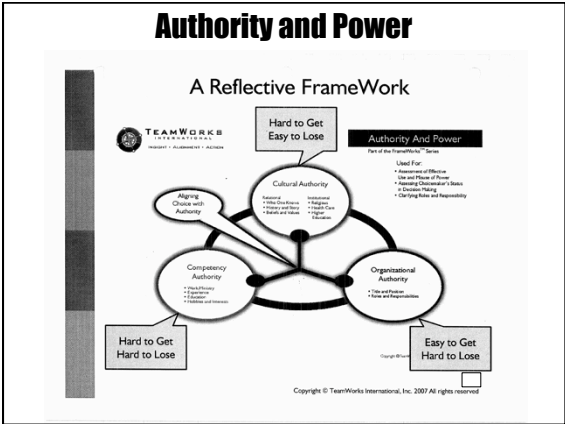 Authority and Power
A Reflective FrameWork
TEAMWORKS
INTERNATIONAL
INSIGHT • ALIGNMENT • ACTION
Hard to Get
Easy to Lose
Authority And Power
Part of the FrameWorks™ Series
Used For:
• Assessment of Effective
Use and Misuse of Power
• Assessing Choicemaker's Status
in Decision Making
• Clarifying Roles and Responsibility
Cultural Authority
Relational
• Who One Knows
• History and Story
• Beliefs and Values
Institutional
• Religious
• Health Care
• Higher
Education
Aligning
Choice with
Authority
Competency
Authority
• Work/Ministry
• Experience
• Education
• Hobbies and Interests
Organizational
Authority
• Title and Position
• Roles and Responsibilities
Hard to Get
Hard to Lose
Easy to Get
Hard to Lose
Copyright ©
Copyright © TeamWorks International, Inc. 2007 All rights reserved